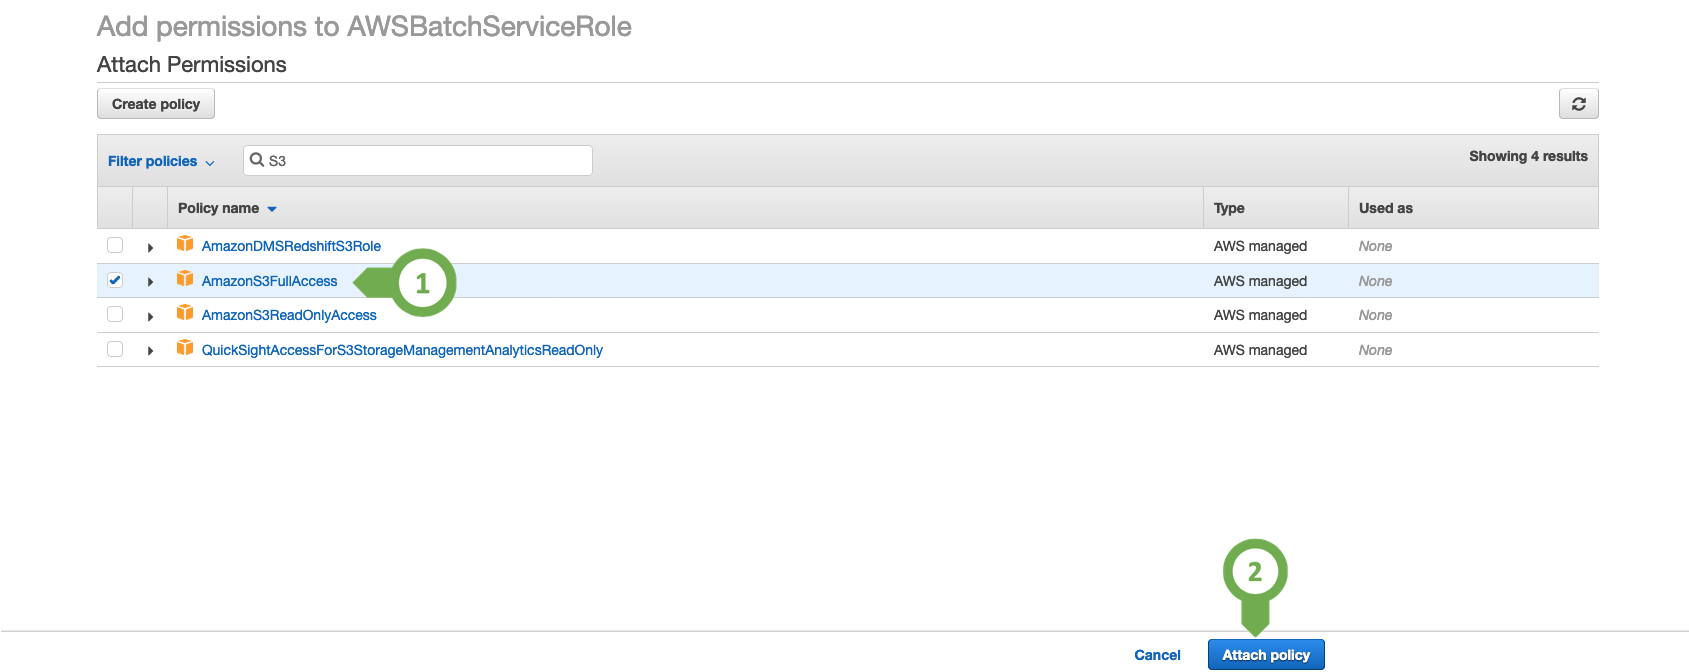 Add permissions to AWSBatchServiceRole
Attach Permissions
Create policy
Filter policies S3 Showing 4 results
Policy name Type Used as
AmazonDMSRedshiftS3Role AWS managed None
AmazonS3FullAccess 1 AWS managed None
AmazonS3ReadOnlyAccess AWS managed None
QuickSightAccessForS3StorageManagementAnalyticsReadOnly AWS managed None
2
Cancel Attach policy